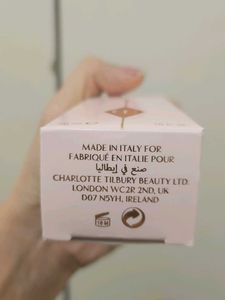 MADE IN ITALY FOR
FABRIQUÉ EN ITALIE POUR
صنع في إيطاليا
CHARLOTTE TILBURY BEAUTY LTD
LONDON WC2R 2ND, UK
D07 N5YH, IRELAND
18 M